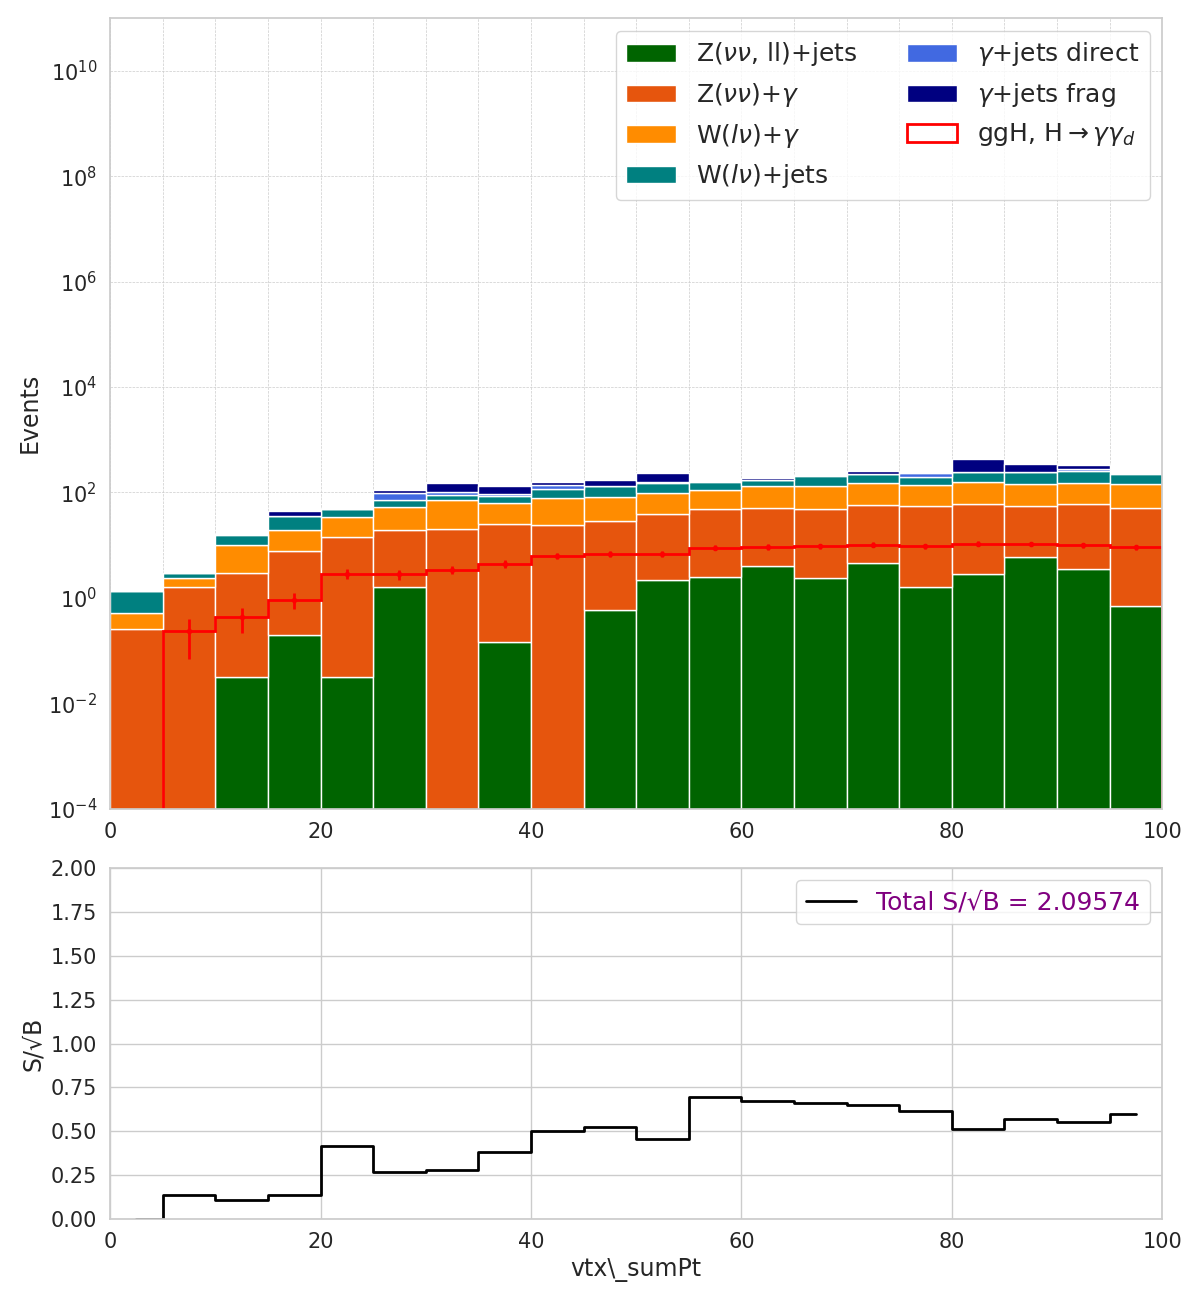 Z(νν, ll)+jets
Z(νν)+γ
W(lν)+γ
W(lν)+jets
γ+jets direct
γ+jets frag
ggH, H→γγ_d
Events
10^10
10^8
10^6
10^4
10^2
10^0
10^−2
10^−4
0 20 40 60 80 100
Total S/√B = 2.09574
S/√B
2.00
1.75
1.50
1.25
1.00
0.75
0.50
0.25
0.00
0 20 40 60 80 100
vtx\_sumPt